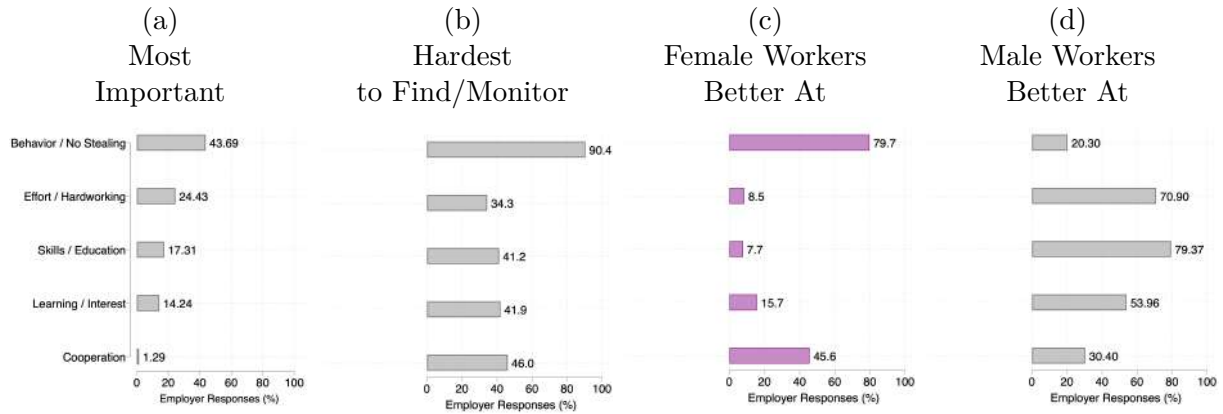 (a)
Most
Important
(b)
Hardest
to Find/Monitor
(c)
Female Workers
Better At
(d)
Male Workers
Better At
Behavior / No Stealing
Effort / Hardworking
Skills / Education
Learning / Interest
Cooperation
43.69
24.43
17.31
14.24
1.29
0 20 40 60 80 100
Employer Responses (%)
90.4
34.3
41.2
41.9
46.0
0 20 40 60 80 100
Employer Responses (%)
79.7
8.5
7.7
15.7
45.6
0 20 40 60 80 100
Employer Responses (%)
20.30
70.90
79.37
53.96
30.40
0 20 40 60 80 100
Employer Responses (%)